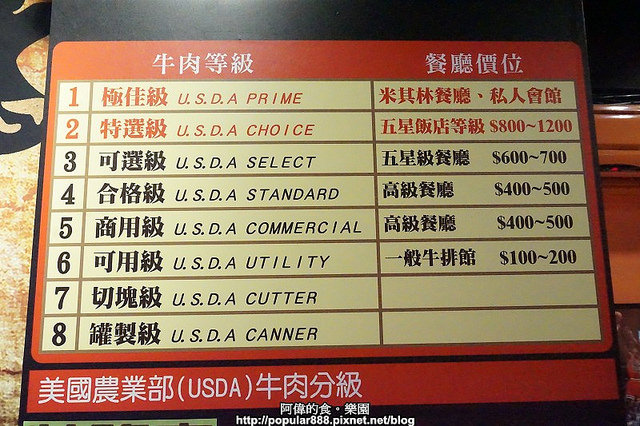 牛肉等級 餐廳價位
1 極佳級 U.S.D.A PRIME 米其林餐廳、私人會館
2 特選級 U.S.D.A CHOICE 五星飯店等級 $800~1200
3 可選級 U.S.D.A SELECT 五星級餐廳 $600~700
4 合格級 U.S.D.A STANDARD 高級餐廳 $400~500
5 商用級 U.S.D.A COMMERCIAL 高級餐廳 $400~500
6 可用級 U.S.D.A UTILITY 一般牛排館 $100~200
7 切塊級 U.S.D.A CUTTER
8 罐製級 U.S.D.A CANNER
美國農業部(USDA)牛肉分級
阿偉的食。樂園
http://popular888.pixnet.net/blog